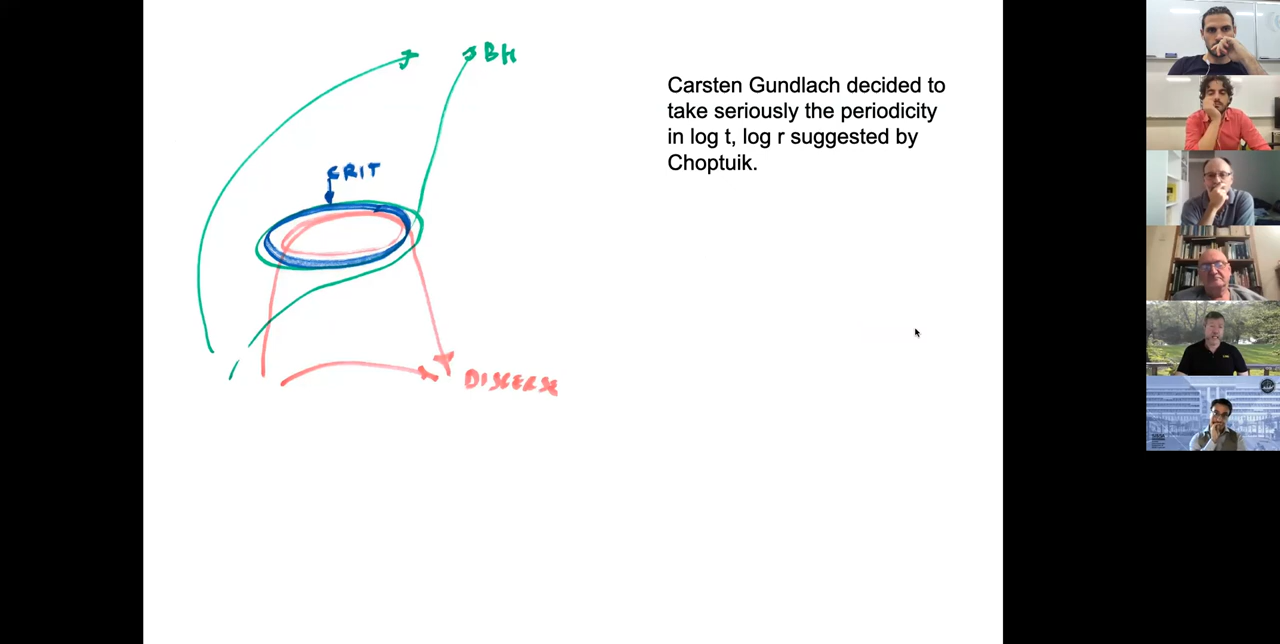 BH
CRIT
DISPERSE
Carsten Gundlach decided to
take seriously the periodicity
in log t, log r suggested by
Choptuik.